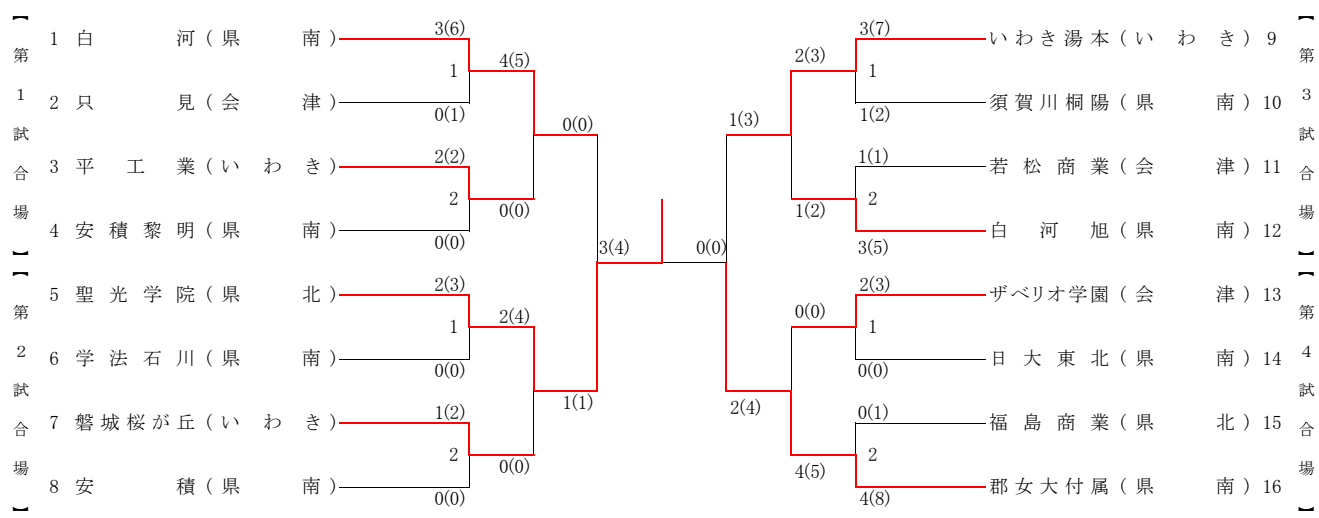 【第1試合場】
1 白河(県南)
3(6)
1
2 只見(会津)
0(1)
4(5)
3 平工業(いわき)
2(2)
2
4 安積黎明(県南)
0(0)
0(0)
0(0)
【第2試合場】
5 聖光学院(県北)
2(3)
1
6 学法石川(県南)
0(0)
2(4)
7 磐城桜が丘(いわき)
1(2)
2
8 安積(県南)
0(0)
0(0)
1(1)
3(4)
0(0)
【第3試合場】
いわき湯本(いわき) 9
3(7)
1
須賀川桐陽(県南) 10
1(2)
2(3)
若松商業(会津) 11
1(1)
2
白河旭(県南) 12
3(5)
1(2)
1(3)
【第4試合場】
ザベリオ学園(会津) 13
2(3)
1
日大東北(県南) 14
0(0)
0(0)
福島商業(県北) 15
0(1)
2
郡女大付属(県南) 16
4(8)
4(5)
2(4)